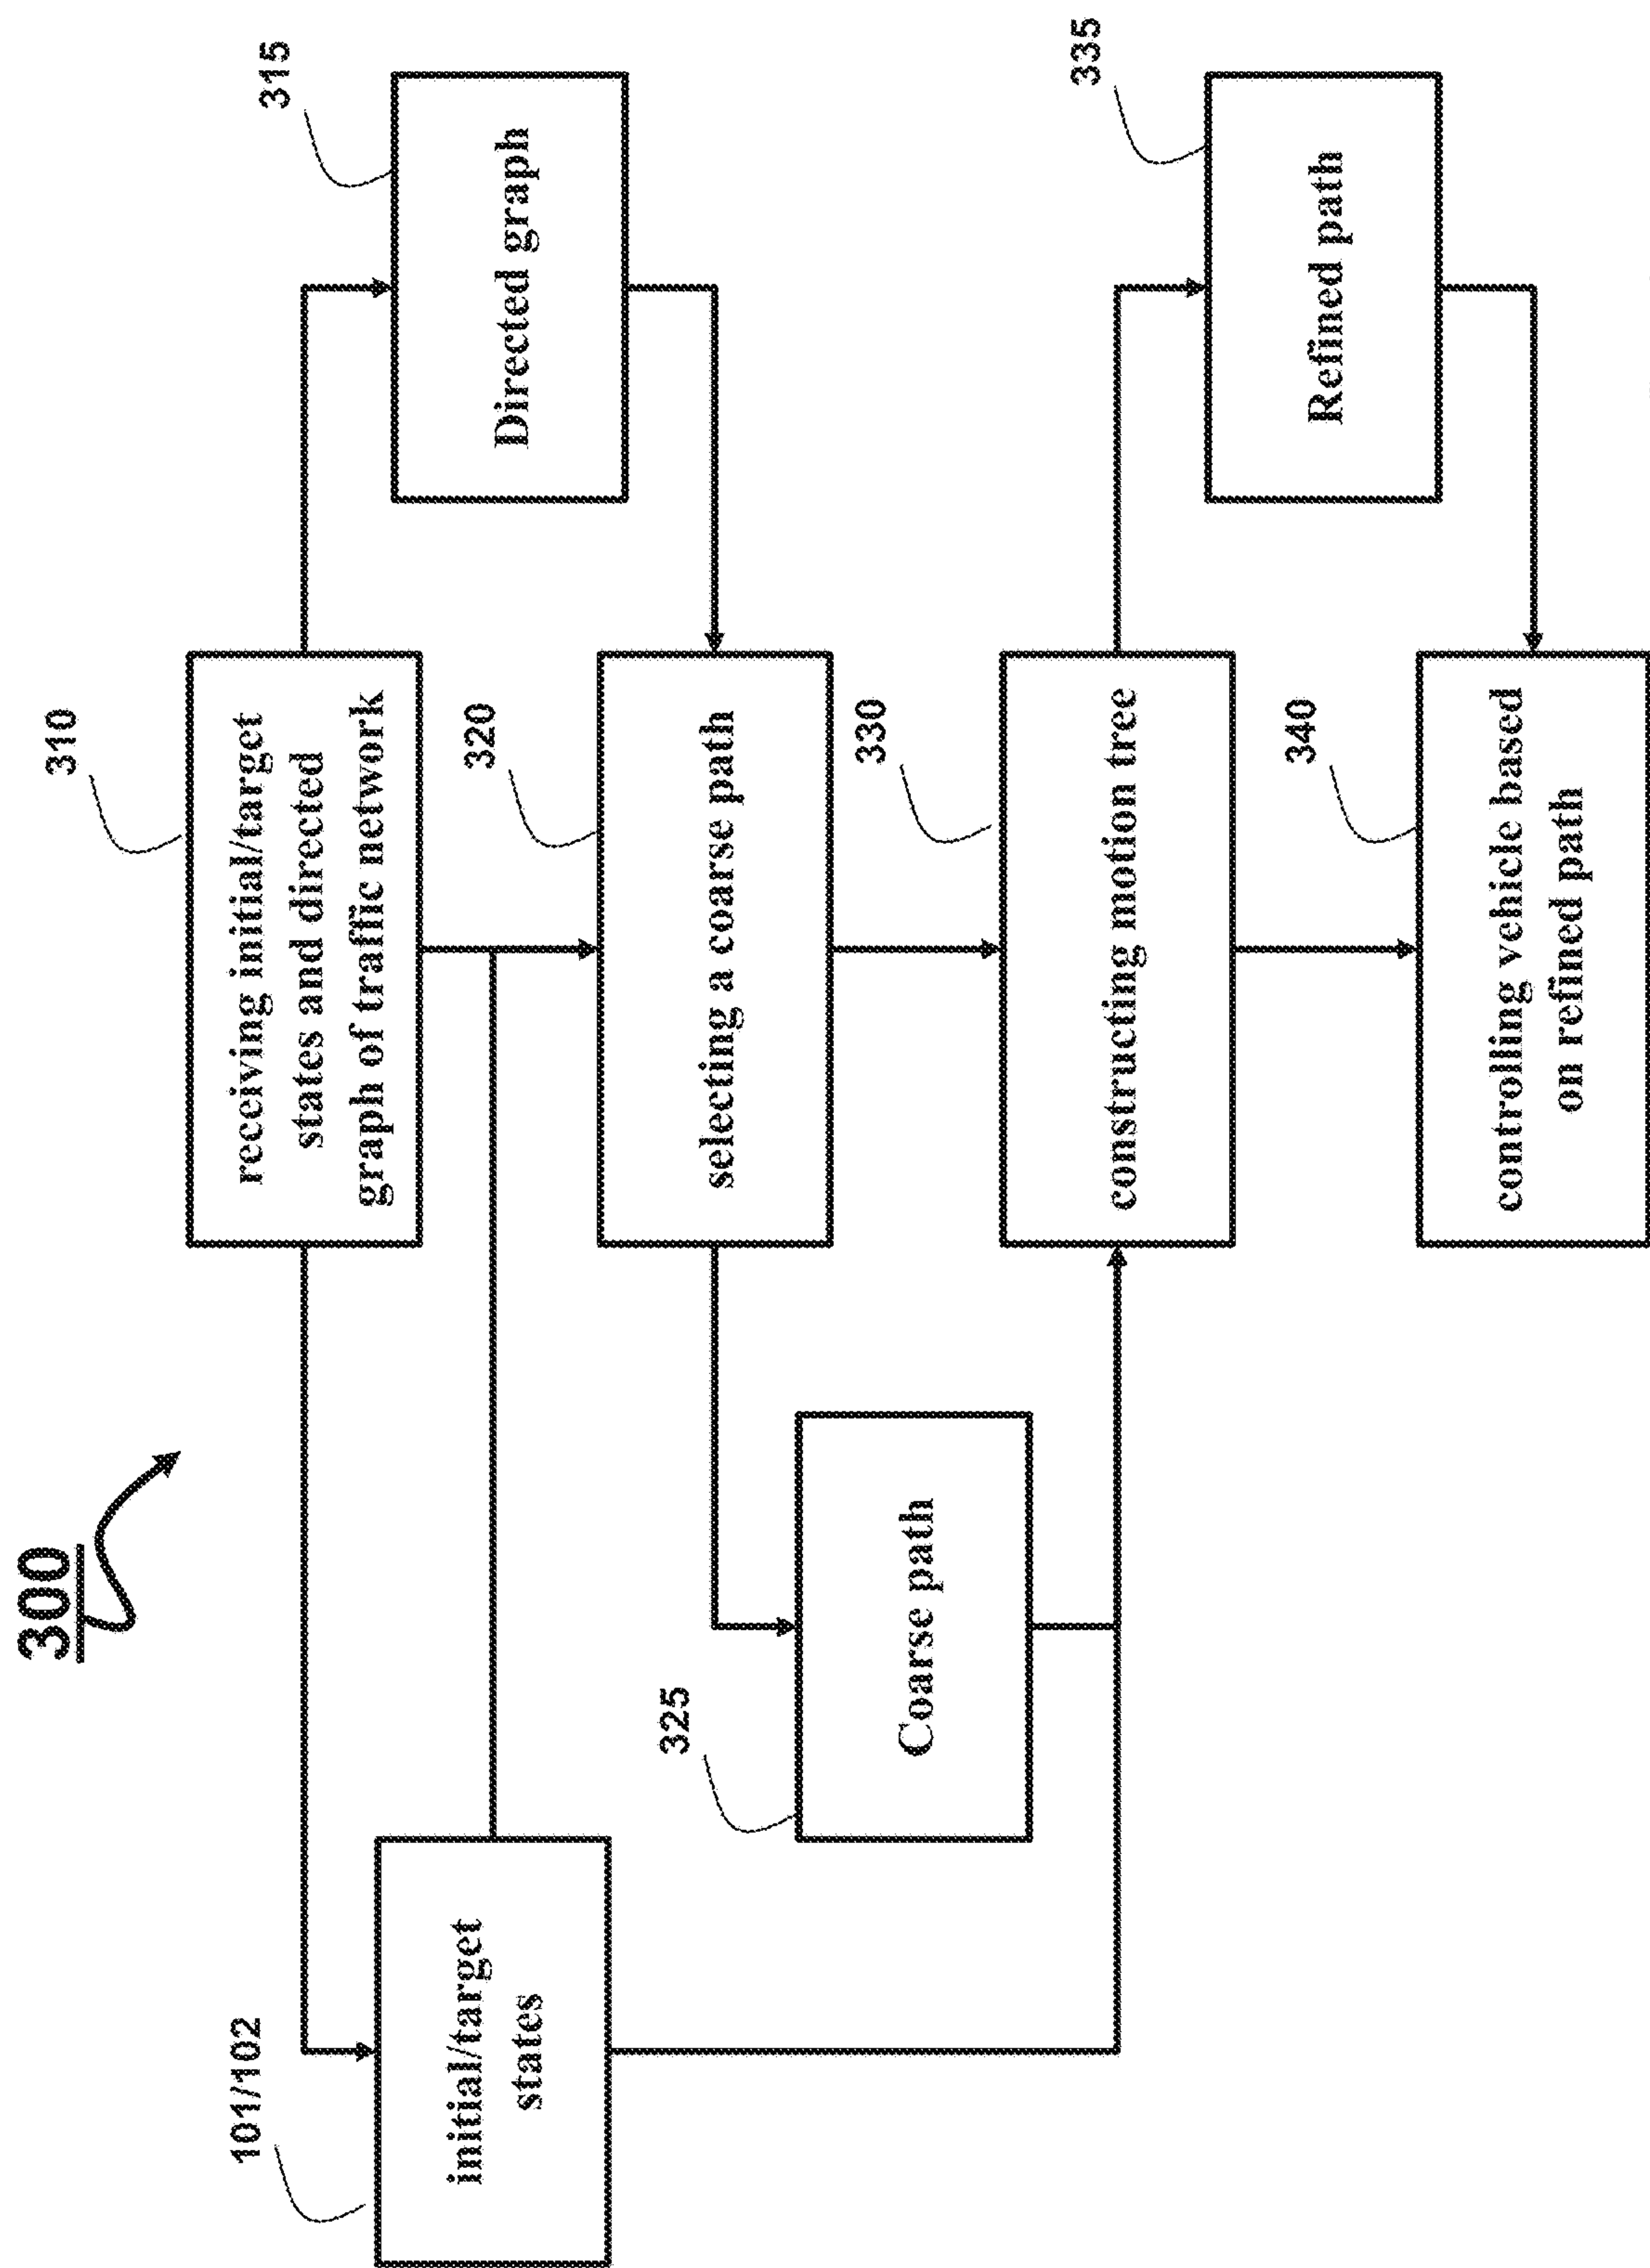 300
310
receiving initial/target
states and directed
graph of traffic network
315
Directed graph
101/102
initial/target
states
320
selecting a coarse path
325
Coarse path
330
constructing motion tree
335
Refined path
340
controlling vehicle based
on refined path